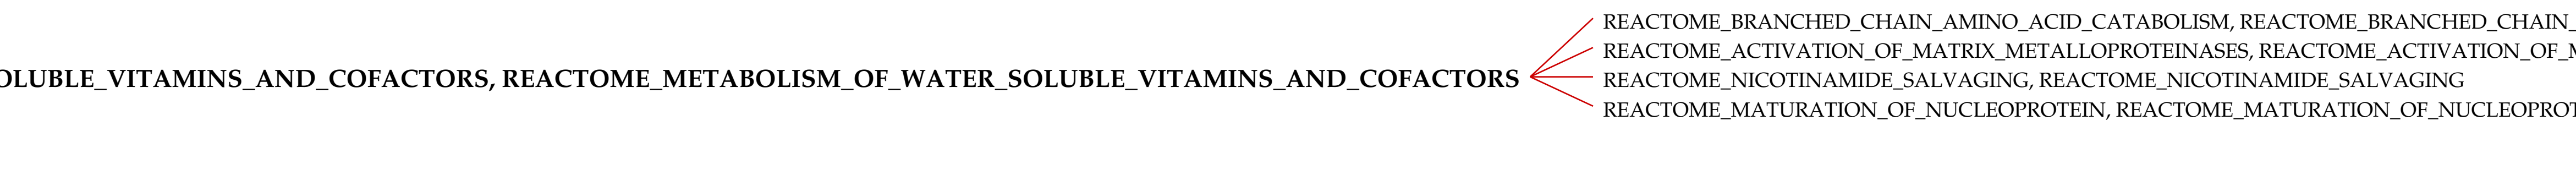 REACTOME_BRANCHED_CHAIN_AMINO_ACID_CATABOLISM, REACTOME_BRANCHED_CHAIN_
REACTOME_ACTIVATION_OF_MATRIX_METALLOPROTEINASES, REACTOME_ACTIVATION_OF_M
OLUBLE_VITAMINS_AND_COFACTORS, REACTOME_METABOLISM_OF_WATER_SOLUBLE_VITAMINS_AND_COFACTORS
REACTOME_NICOTINAMIDE_SALVAGING, REACTOME_NICOTINAMIDE_SALVAGING
REACTOME_MATURATION_OF_NUCLEOPROTEIN, REACTOME_MATURATION_OF_NUCLEOPROT